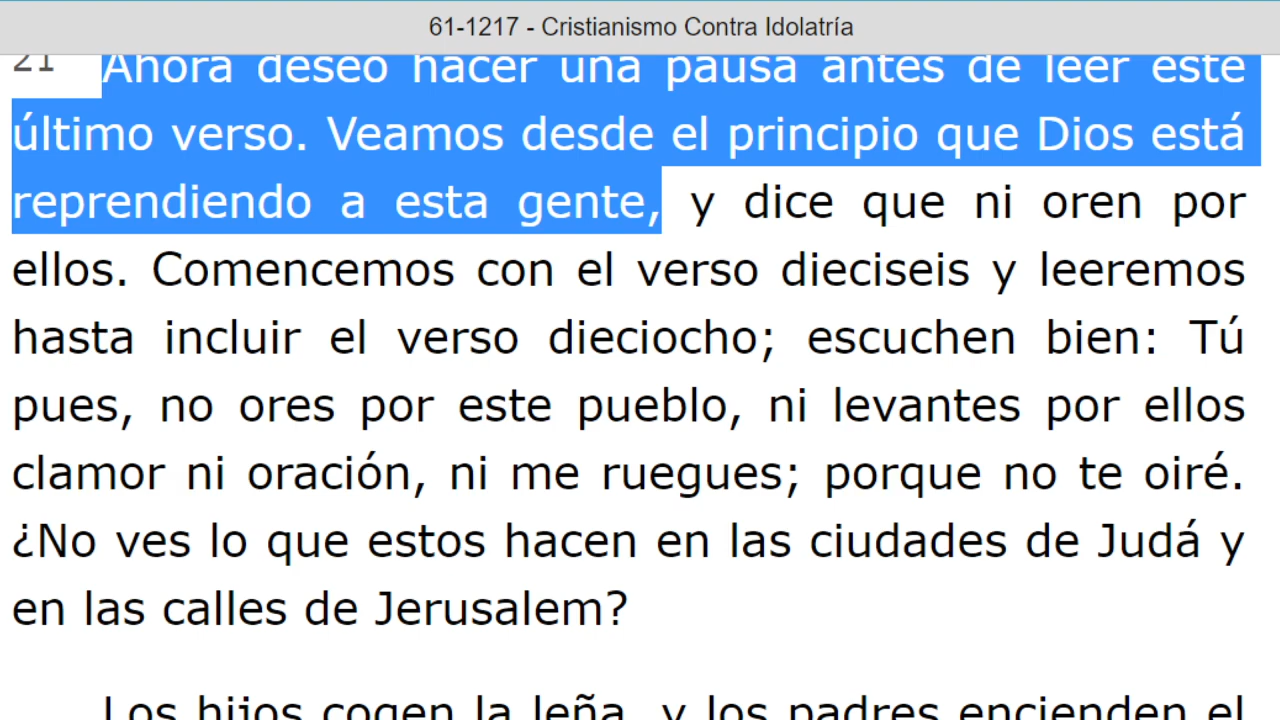 61-1217 - Cristianismo Contra Idolatría
21 Ahora deseo hacer una pausa antes de leer este
último verso. Veamos desde el principio que Dios está
reprendiendo a esta gente, y dice que ni oren por
ellos. Comencemos con el verso dieciseis y leeremos
hasta incluir el verso dieciocho; escuchen bien: Tú
pues, no ores por este pueblo, ni levantes por ellos
clamor ni oración, ni me ruegues; porque no te oiré.
¿No ves lo que estos hacen en las ciudades de Judá y
en las calles de Jerusalem?
Los hijos cogen la leña, y los padres encienden el